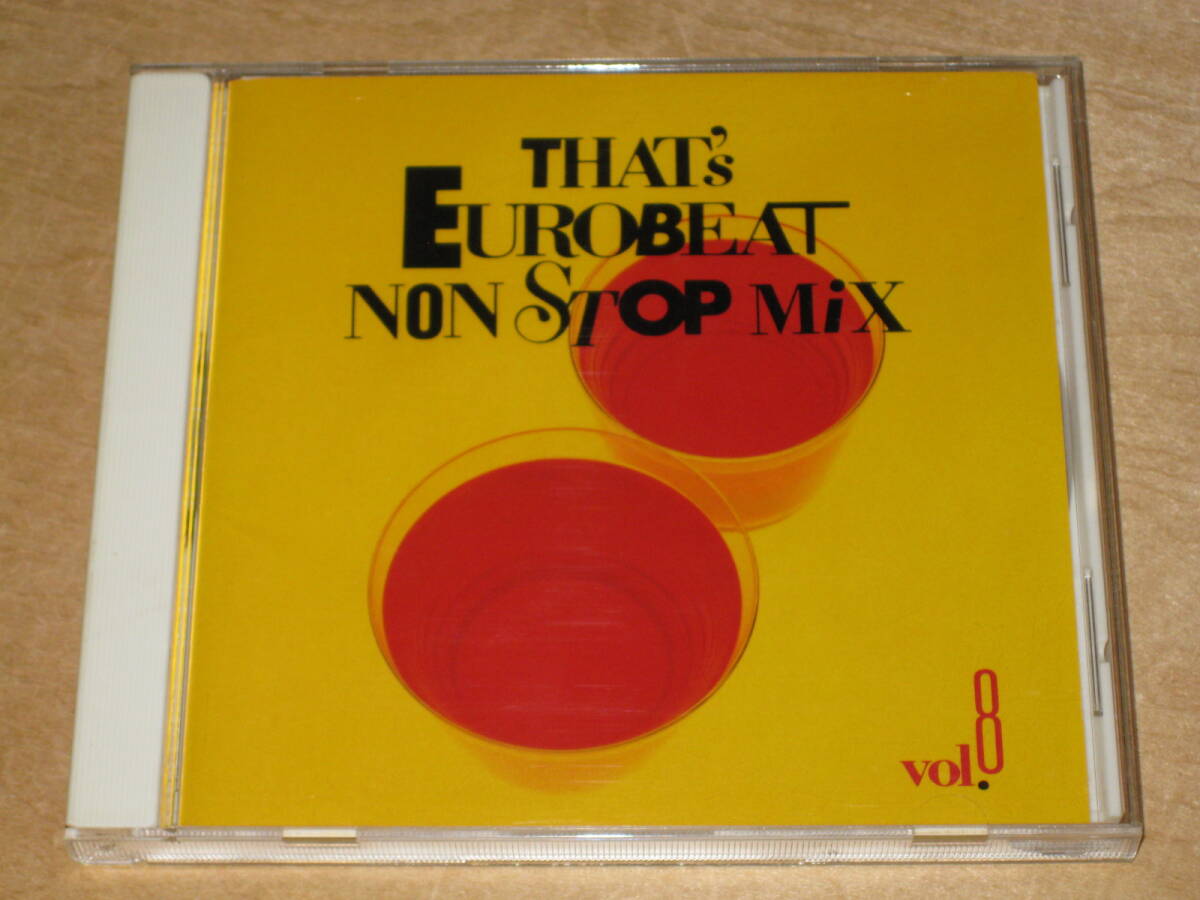 THAT's
EUROBEAT
NON STOP MiX
vol.8